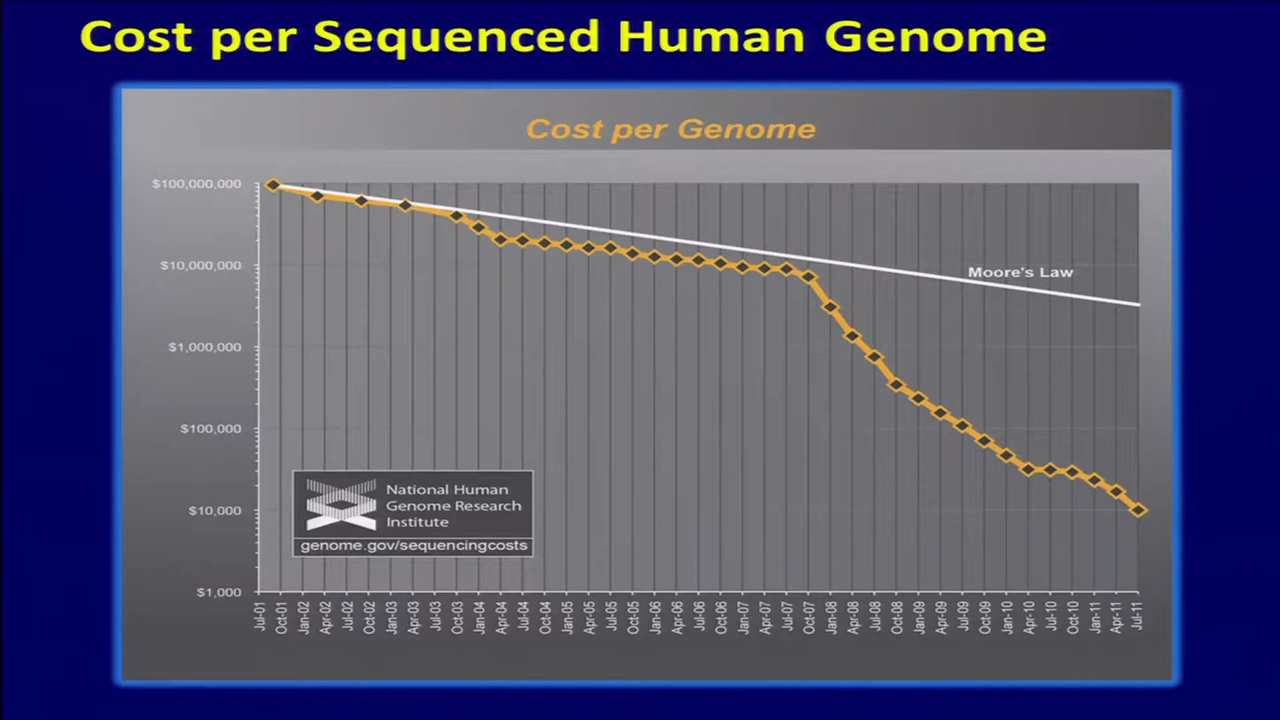 Cost per Sequenced Human Genome
Cost per Genome
$100,000,000
$10,000,000
$1,000,000
$100,000
$10,000
$1,000
Moore's Law
National Human
Genome Research
Institute
genome.gov/sequencingcosts
Jul-01
Oct-01
Jan-02
Apr-02
Jul-02
Oct-02
Jan-03
Apr-03
Jul-03
Oct-03
Jan-04
Apr-04
Jul-04
Oct-04
Jan-05
Apr-05
Jul-05
Oct-05
Jan-06
Apr-06
Jul-06
Oct-06
Jan-07
Apr-07
Jul-07
Oct-07
Jan-08
Apr-08
Jul-08
Oct-08
Jan-09
Apr-09
Jul-09
Oct-09
Jan-10
Apr-10
Jul-10
Oct-10
Jan-11
Apr-11
Jul-11